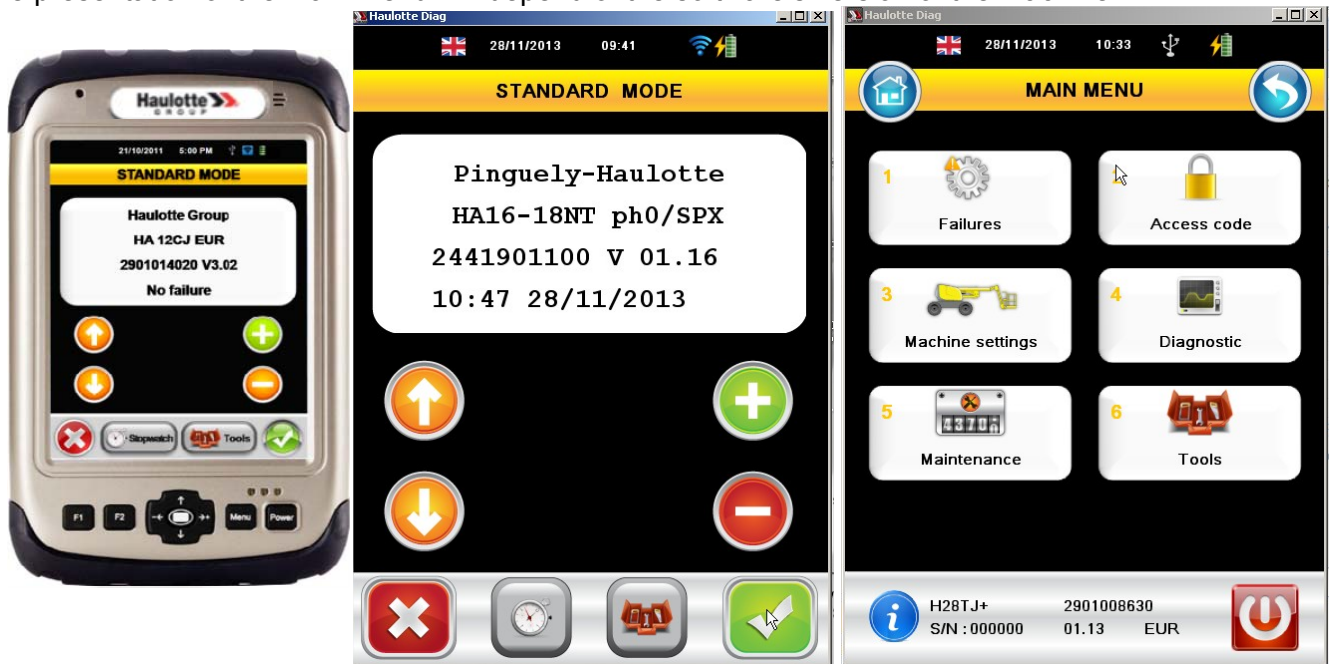 Haulotte
GROUP
21/10/2011 5:00 PM
STANDARD MODE
Haulotte Group
HA 12CJ EUR
2901014020 V3.02
No failure
Stopwatch
Tools
F1
F2
Menu
Power
Haulotte Diag
28/11/2013 09:41
STANDARD MODE
Pinguely-Haulotte
HA16-18NT ph0/SPX
2441901100 V 01.16
10:47 28/11/2013
Haulotte Diag
28/11/2013 10:33
MAIN MENU
1
Failures
Access code
3
Machine settings
4
Diagnostic
5
Maintenance
6
Tools
H28TJ+ 2901008630
S/N : 000000 01.13 EUR